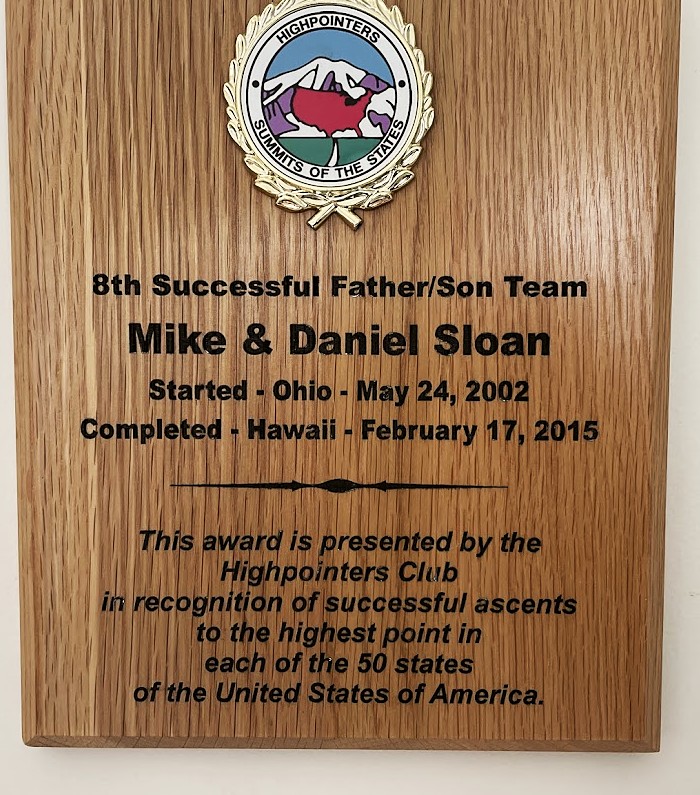 HIGHPOINTERS
SUMMITS OF THE STATES
8th Successful Father/Son Team
Mike & Daniel Sloan
Started - Ohio - May 24, 2002
Completed - Hawaii - February 17, 2015
This award is presented by the
Highpointers Club
in recognition of successful ascents
to the highest point in
each of the 50 states
of the United States of America.